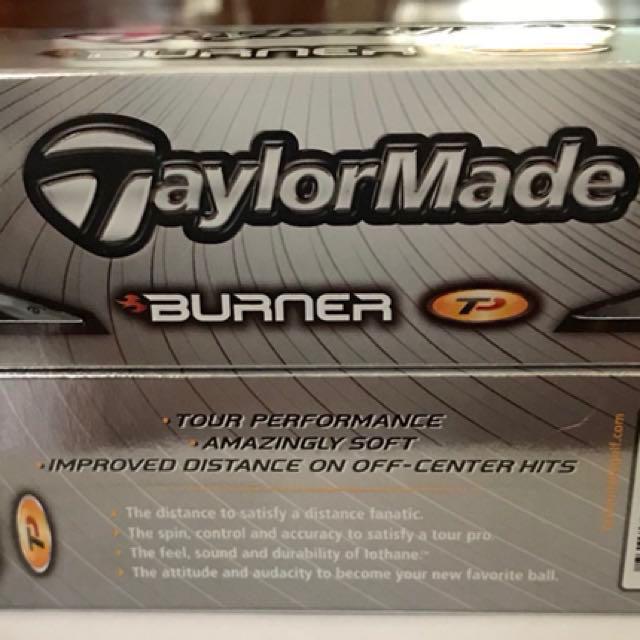 BURNER
TaylorMade
BURNER TP
• TOUR PERFORMANCE
• AMAZINGLY SOFT
• IMPROVED DISTANCE ON OFF-CENTER HITS
TP
The distance to satisfy a distance fanatic.
The spin, control and accuracy to satisfy a tour pro.
The feel, sound and durability of Iothane.™
The attitude and audacity to become your new favorite ball.